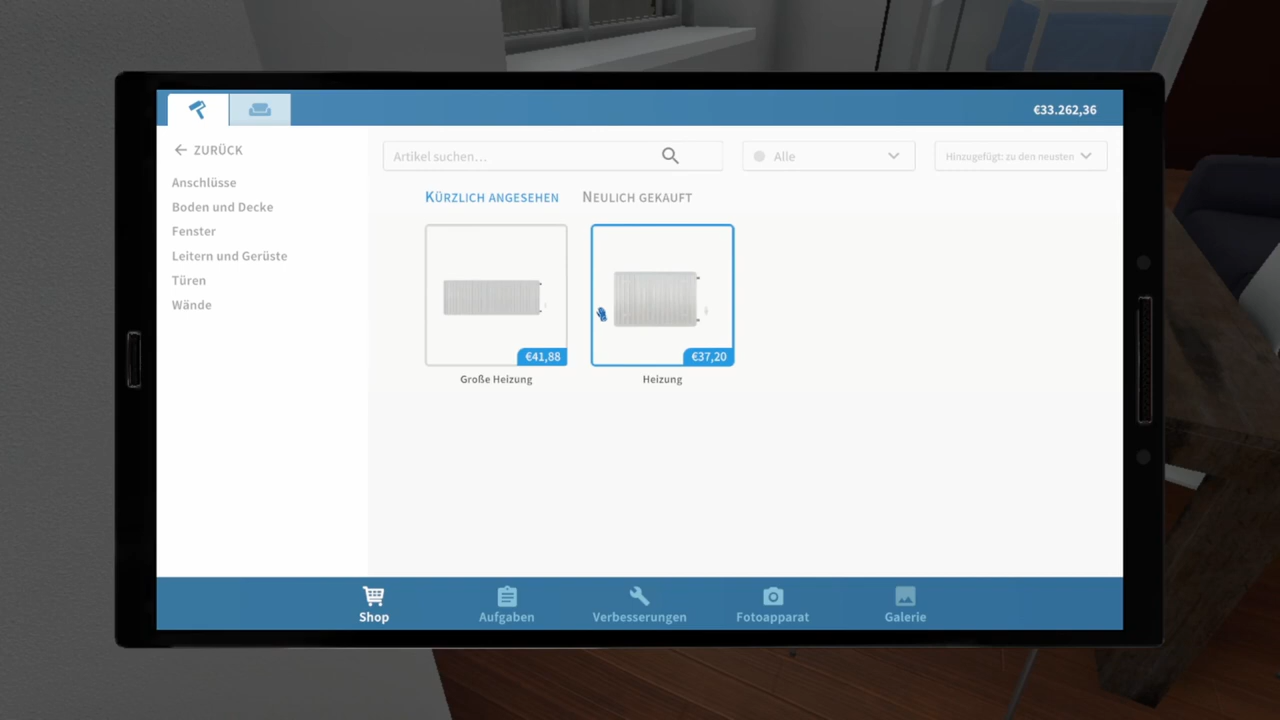 €33.262,36
ZURÜCK
Anschlüsse
Boden und Decke
Fenster
Leitern und Gerüste
Türen
Wände
Artikel suchen...
Alle
Hinzugefügt: zu den neusten
KÜRZLICH ANGESEHEN
NEULICH GEKAUFT
€41,88
€37,20
Große Heizung
Heizung
Shop
Aufgaben
Verbesserungen
Fotoapparat
Galerie